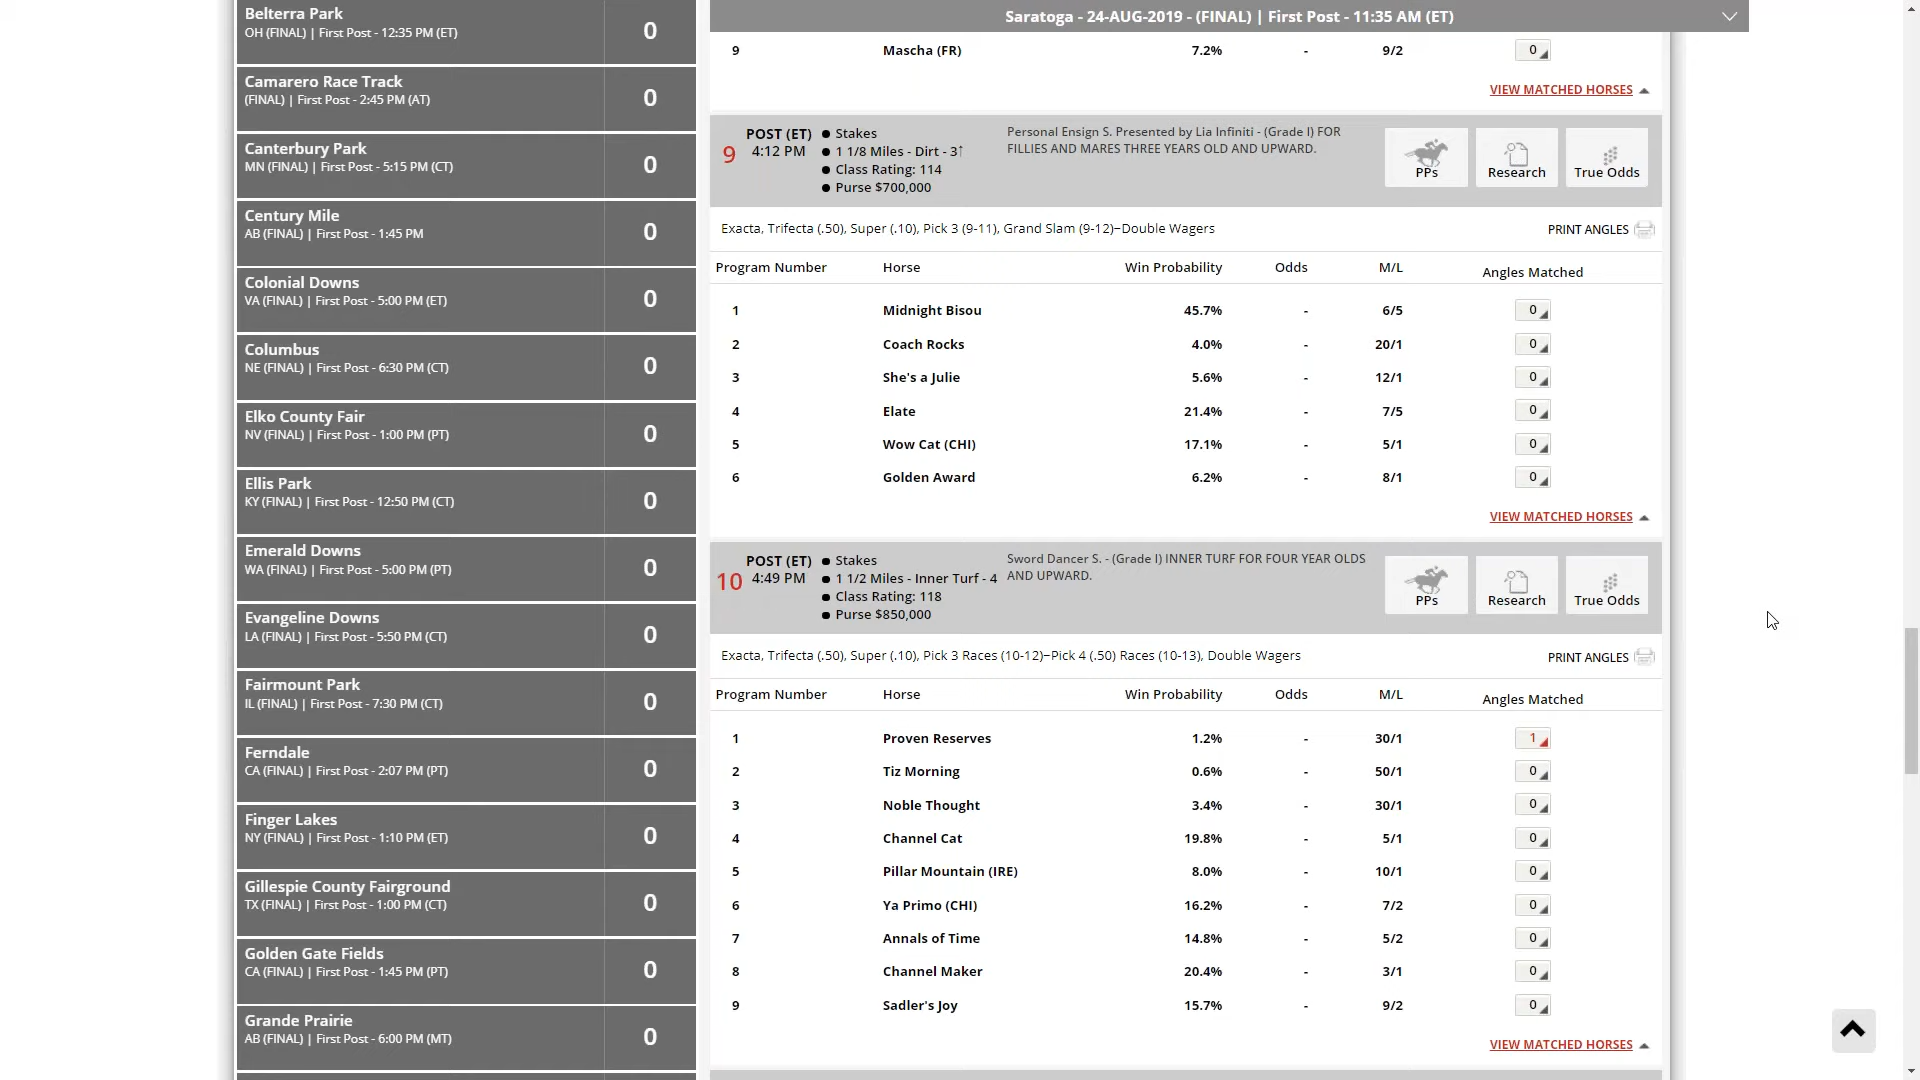 Belterra Park
OH (FINAL) | First Post - 12:35 PM (ET)
0
Camarero Race Track
(FINAL) | First Post - 2:45 PM (AT)
0
Canterbury Park
MN (FINAL) | First Post - 5:15 PM (CT)
0
Century Mile
AB (FINAL) | First Post - 1:45 PM
0
Colonial Downs
VA (FINAL) | First Post - 5:00 PM (ET)
0
Columbus
NE (FINAL) | First Post - 6:30 PM (CT)
0
Elko County Fair
NV (FINAL) | First Post - 1:00 PM (PT)
0
Ellis Park
KY (FINAL) | First Post - 12:50 PM (CT)
0
Emerald Downs
WA (FINAL) | First Post - 5:00 PM (PT)
0
Evangeline Downs
LA (FINAL) | First Post - 5:50 PM (CT)
0
Fairmount Park
IL (FINAL) | First Post - 7:30 PM (CT)
0
Ferndale
CA (FINAL) | First Post - 2:07 PM (PT)
0
Finger Lakes
NY (FINAL) | First Post - 1:10 PM (ET)
0
Gillespie County Fairground
TX (FINAL) | First Post - 1:00 PM (CT)
0
Golden Gate Fields
CA (FINAL) | First Post - 1:45 PM (PT)
0
Grande Prairie
AB (FINAL) | First Post - 6:00 PM (MT)
0
Saratoga - 24-AUG-2019 - (FINAL) | First Post - 11:35 AM (ET)
9 Mascha (FR) 7.2% - 9/2 0
VIEW MATCHED HORSES
9
POST (ET)
4:12 PM
● Stakes
● 1 1/8 Miles - Dirt - 3↑
● Class Rating: 114
● Purse $700,000
Personal Ensign S. Presented by Lia Infiniti - (Grade I) FOR
FILLIES AND MARES THREE YEARS OLD AND UPWARD.
PPs
Research
True Odds
Exacta, Trifecta (.50), Super (.10), Pick 3 (9-11), Grand Slam (9-12)–Double Wagers
PRINT ANGLES
Program Number Horse Win Probability Odds M/L Angles Matched
1 Midnight Bisou 45.7% - 6/5 0
2 Coach Rocks 4.0% - 20/1 0
3 She's a Julie 5.6% - 12/1 0
4 Elate 21.4% - 7/5 0
5 Wow Cat (CHI) 17.1% - 5/1 0
6 Golden Award 6.2% - 8/1 0
VIEW MATCHED HORSES
10
POST (ET)
4:49 PM
● Stakes
● 1 1/2 Miles - Inner Turf - 4
● Class Rating: 118
● Purse $850,000
Sword Dancer S. - (Grade I) INNER TURF FOR FOUR YEAR OLDS
AND UPWARD.
PPs
Research
True Odds
Exacta, Trifecta (.50), Super (.10), Pick 3 Races (10-12)–Pick 4 (.50) Races (10-13), Double Wagers
PRINT ANGLES
Program Number Horse Win Probability Odds M/L Angles Matched
1 Proven Reserves 1.2% - 30/1 1
2 Tiz Morning 0.6% - 50/1 0
3 Noble Thought 3.4% - 30/1 0
4 Channel Cat 19.8% - 5/1 0
5 Pillar Mountain (IRE) 8.0% - 10/1 0
6 Ya Primo (CHI) 16.2% - 7/2 0
7 Annals of Time 14.8% - 5/2 0
8 Channel Maker 20.4% - 3/1 0
9 Sadler's Joy 15.7% - 9/2 0
VIEW MATCHED HORSES